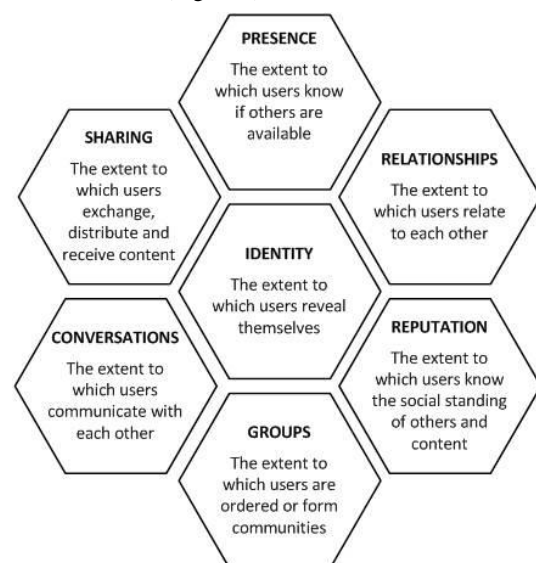 PRESENCE
The extent to
which users know
if others are
available
SHARING
The extent to
which users
exchange,
distribute and
receive content
RELATIONSHIPS
The extent to
which users relate
to each other
IDENTITY
The extent to
which users reveal
themselves
CONVERSATIONS
The extent to
which users
communicate with
each other
REPUTATION
The extent to
which users know
the social standing
of others and
content
GROUPS
The extent to
which users are
ordered or form
communities